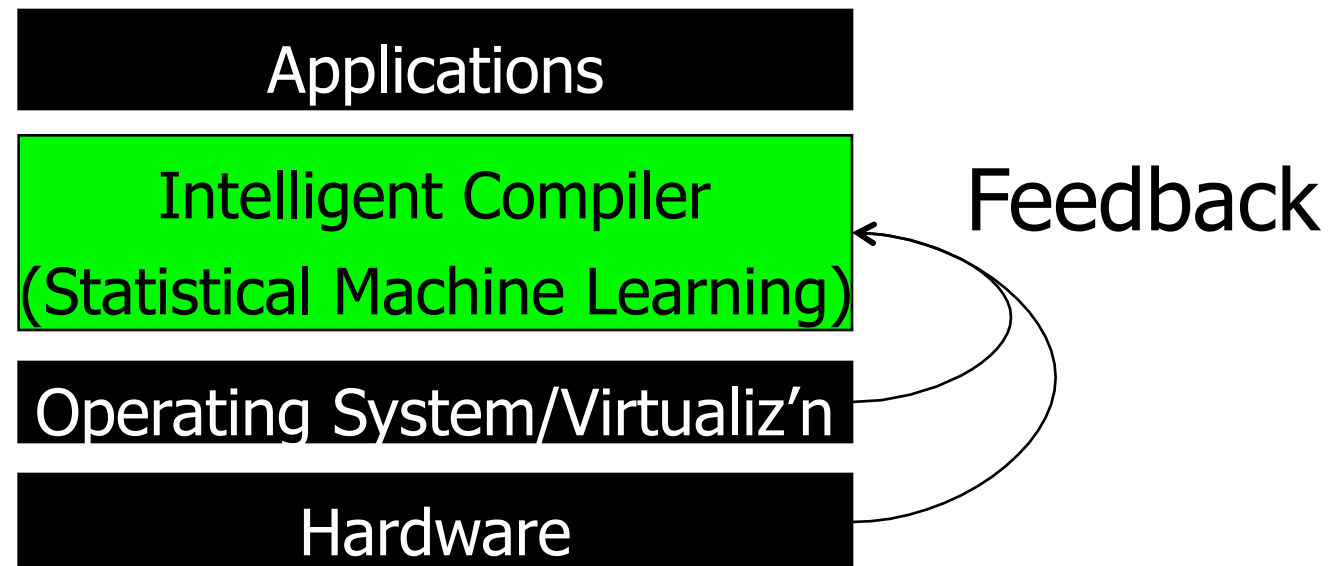 Applications
Intelligent Compiler
(Statistical Machine Learning)
Feedback
Operating System/Virtualiz’n
Hardware